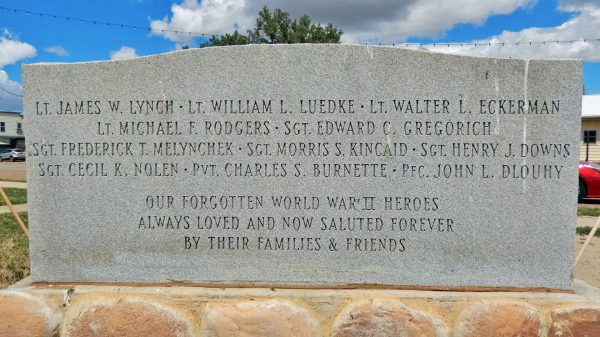 LT. JAMES W. LYNCH · LT. WILLIAM L. LUEDKE · LT. WALTER L. ECKERMAN
LT. MICHAEL F. RODGERS · SGT. EDWARD C. GREGORICH
SGT. FREDERICK T. MELYNCHEK · SGT. MORRIS S. KINCAID · SGT. HENRY J. DOWNS
SGT. CECIL K. NOLEN · PVT. CHARLES S. BURNETTE · PFC. JOHN L. DLOUHY
OUR FORGOTTEN WORLD WAR II HEROES
ALWAYS LOVED AND NOW SALUTED FOREVER
BY THEIR FAMILIES & FRIENDS